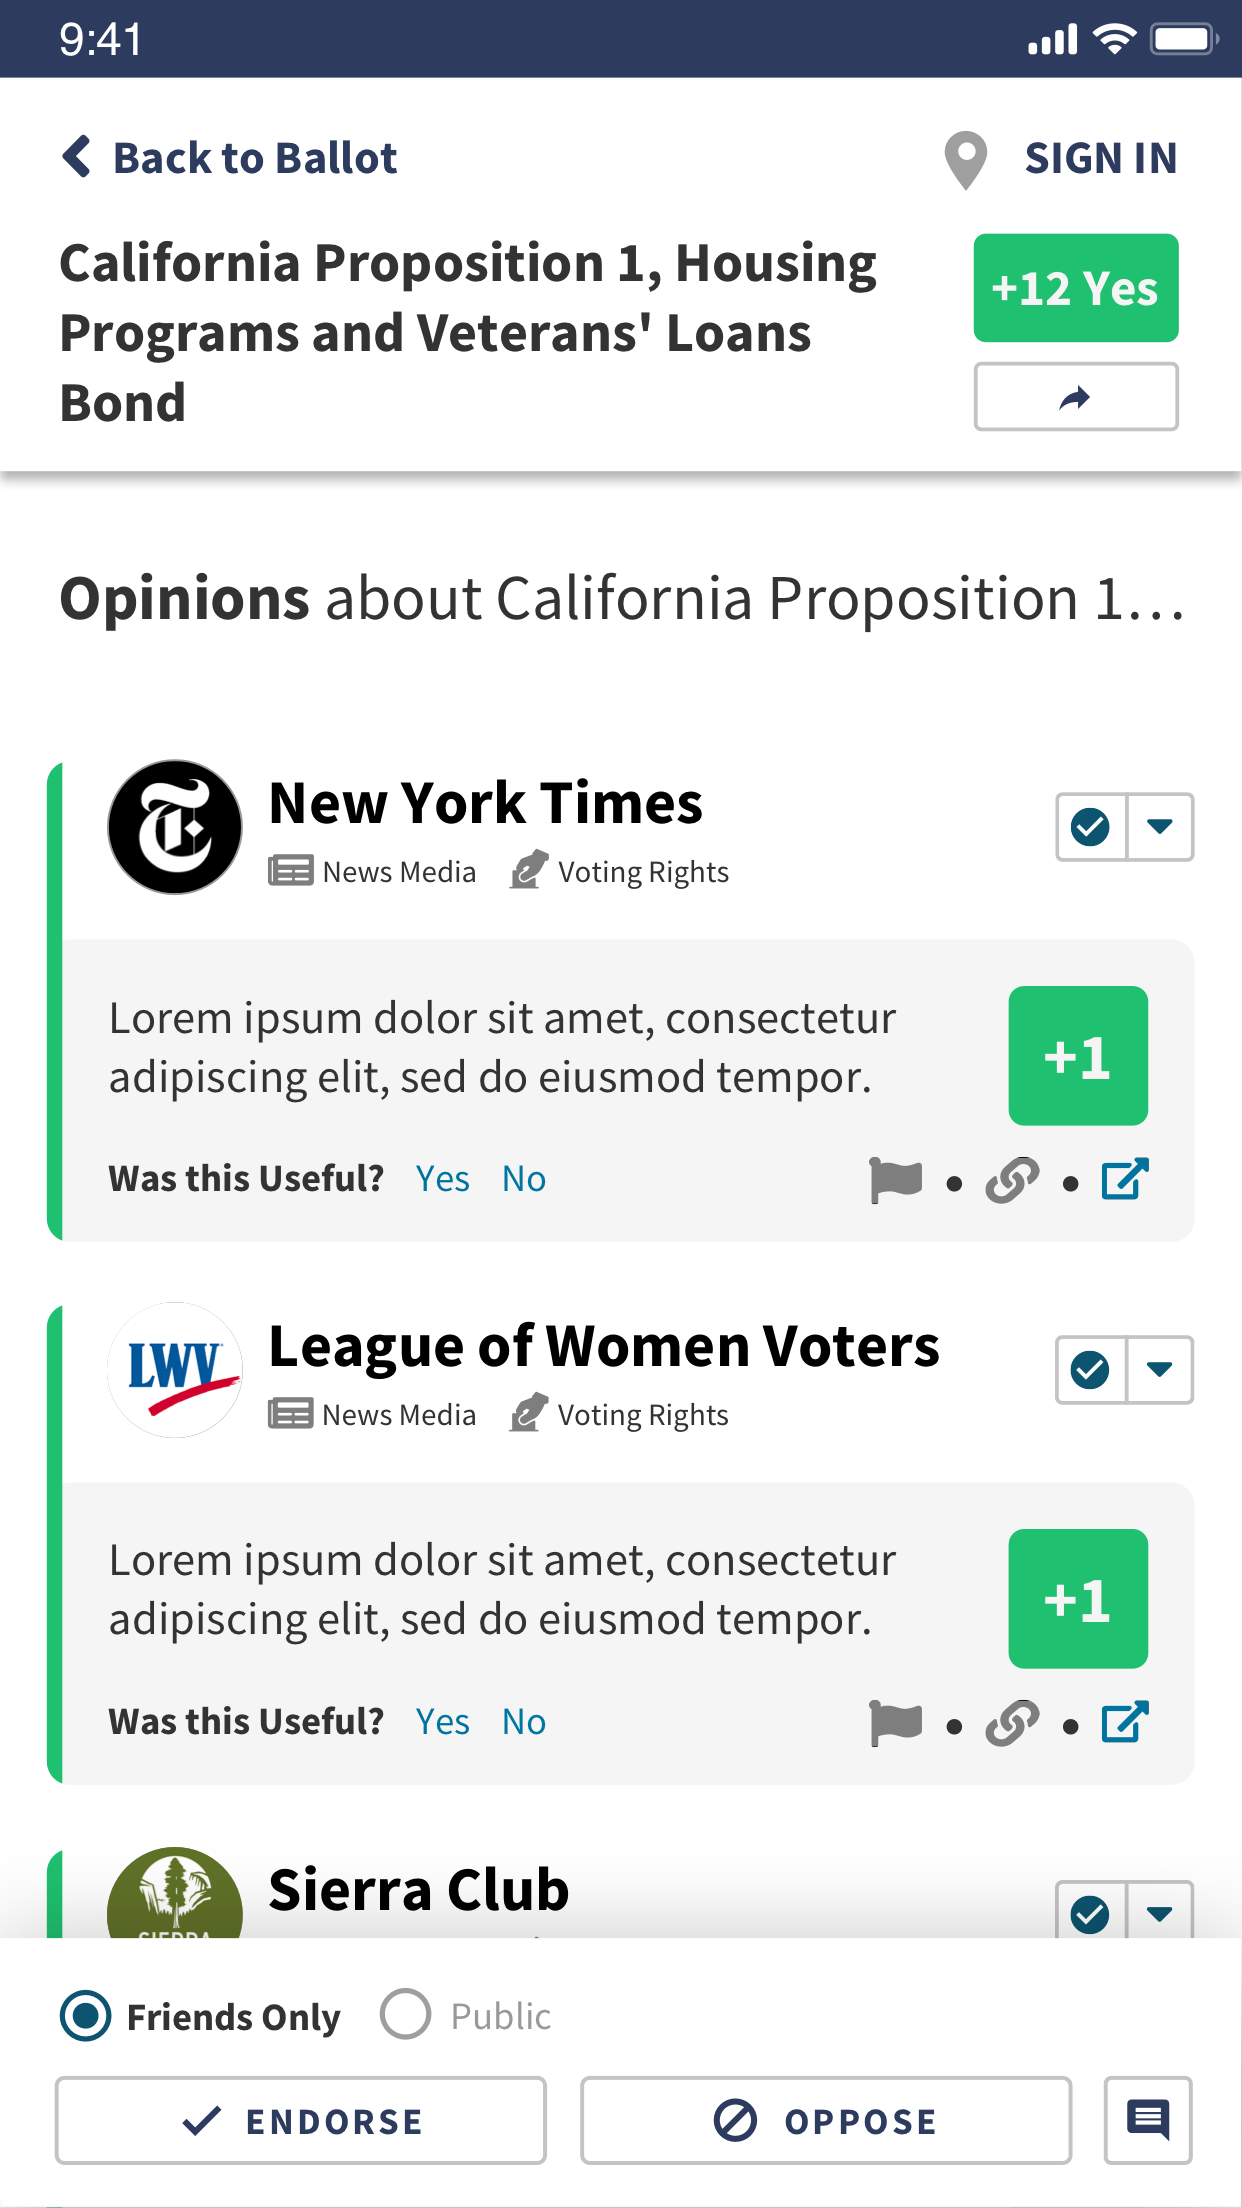 9:41
Back to Ballot
SIGN IN
California Proposition 1, Housing
Programs and Veterans' Loans
Bond
+12 Yes
Opinions about California Proposition 1...
New York Times
News Media Voting Rights
Lorem ipsum dolor sit amet, consectetur
adipiscing elit, sed do eiusmod tempor.
+1
Was this Useful? Yes No
LWV
League of Women Voters
News Media Voting Rights
Lorem ipsum dolor sit amet, consectetur
adipiscing elit, sed do eiusmod tempor.
+1
Was this Useful? Yes No
SIERRA
Sierra Club
Friends Only Public
ENDORSE
OPPOSE